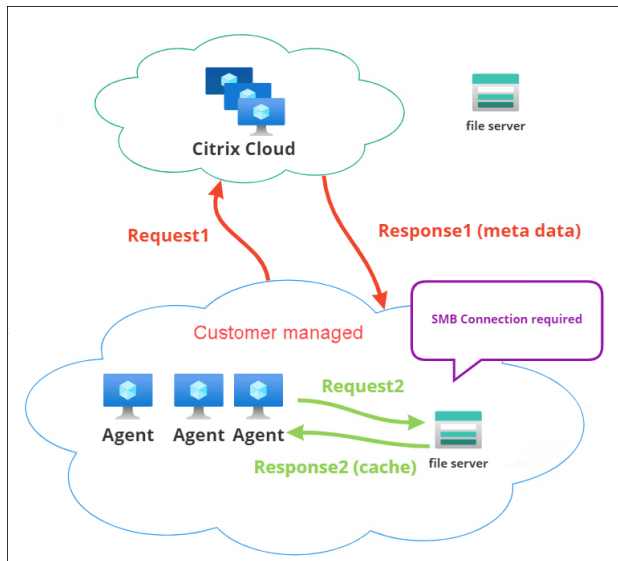 Citrix Cloud
file server
Request1
Response1 (meta data)
SMB Connection required
Customer managed
Request2
Agent
Agent
Agent
file server
Response2 (cache)